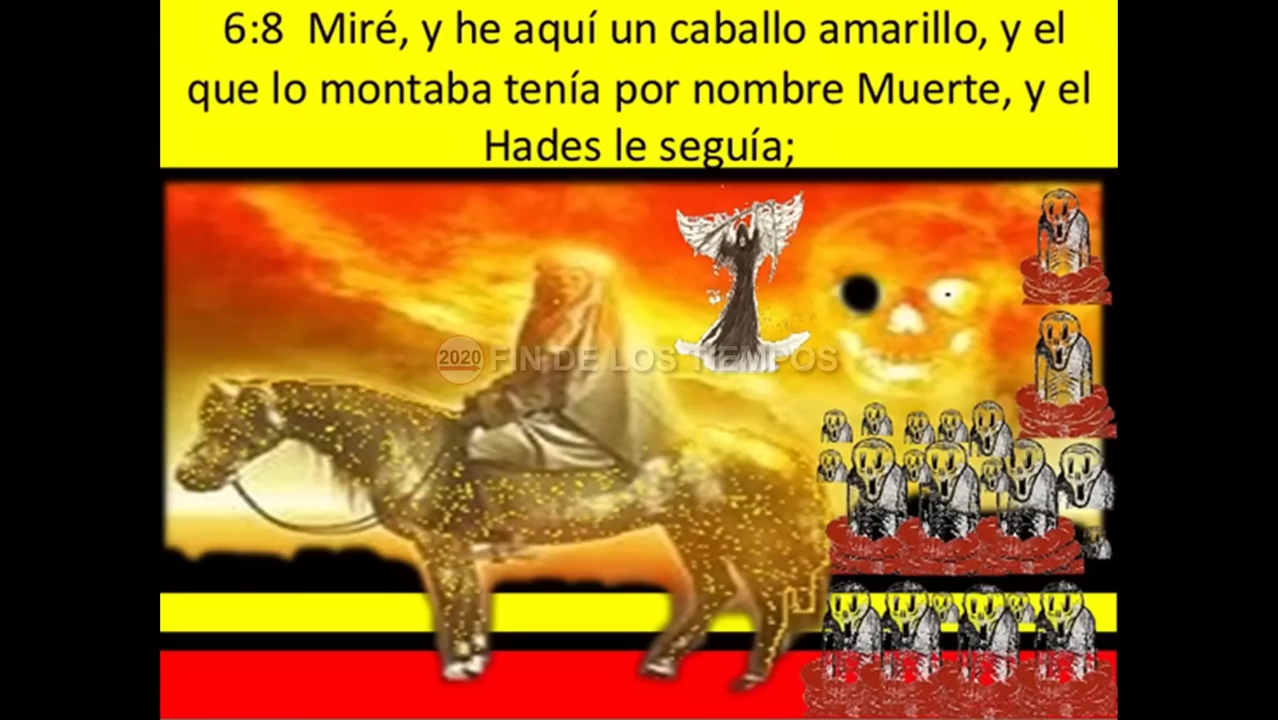 6:8 Miré, y he aquí un caballo amarillo, y el
que lo montaba tenía por nombre Muerte, y el
Hades le seguía;
2020 FIN DE LOS TIEMPOS